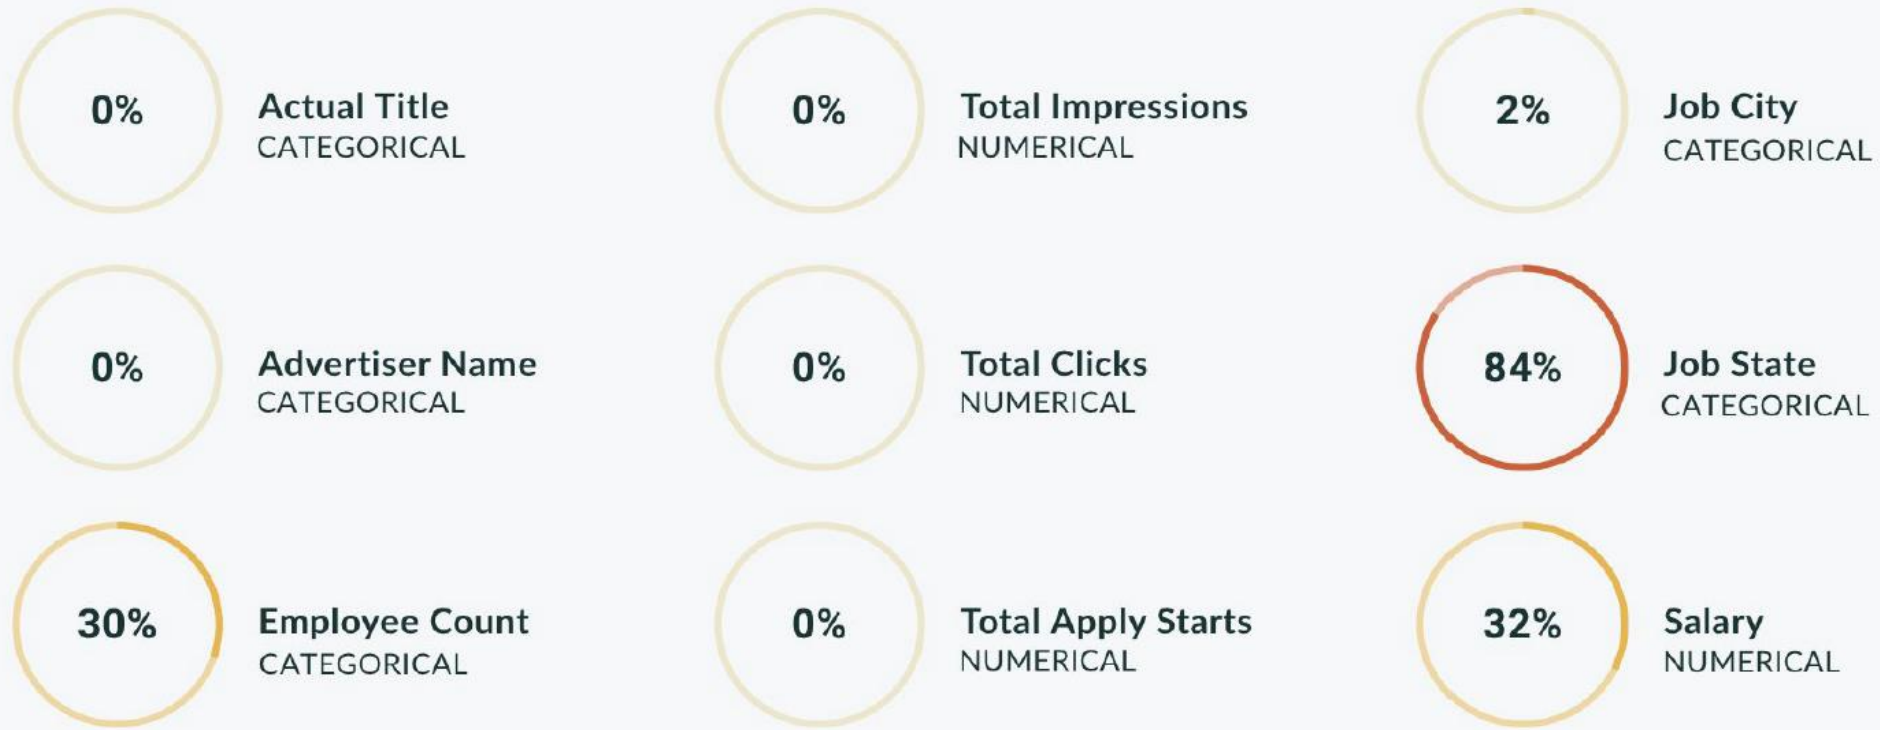 0%
Actual Title
CATEGORICAL
0%
Total Impressions
NUMERICAL
2%
Job City
CATEGORICAL
0%
Advertiser Name
CATEGORICAL
0%
Total Clicks
NUMERICAL
84%
Job State
CATEGORICAL
30%
Employee Count
CATEGORICAL
0%
Total Apply Starts
NUMERICAL
32%
Salary
NUMERICAL